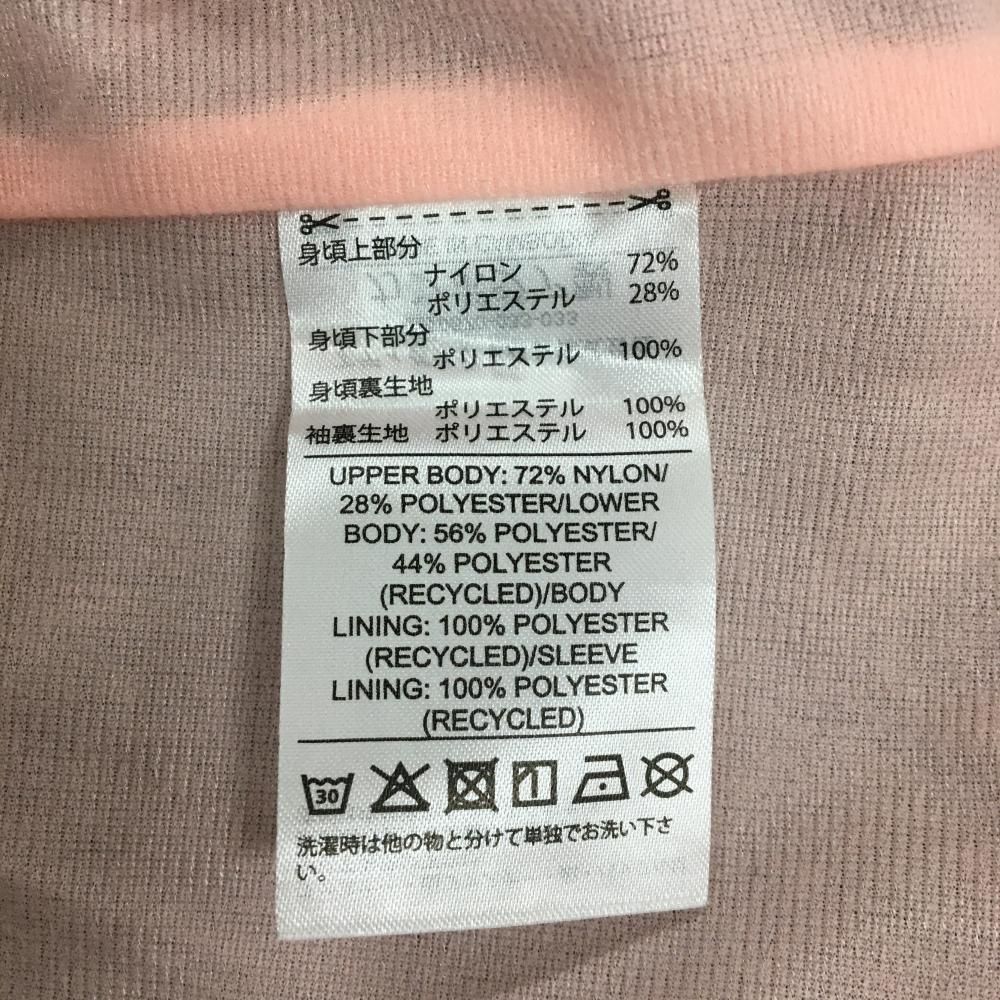 身頃上部分
ナイロン 72%
ポリエステル 28%
身頃下部分
ポリエステル 100%
身頃裏生地
ポリエステル 100%
袖裏生地 ポリエステル 100%
UPPER BODY: 72% NYLON/
28% POLYESTER/LOWER
BODY: 56% POLYESTER/
44% POLYESTER
(RECYCLED)/BODY
LINING: 100% POLYESTER
(RECYCLED)/SLEEVE
LINING: 100% POLYESTER
(RECYCLED)
30
洗濯時は他の物と分けて単独でお洗い下さ
い。